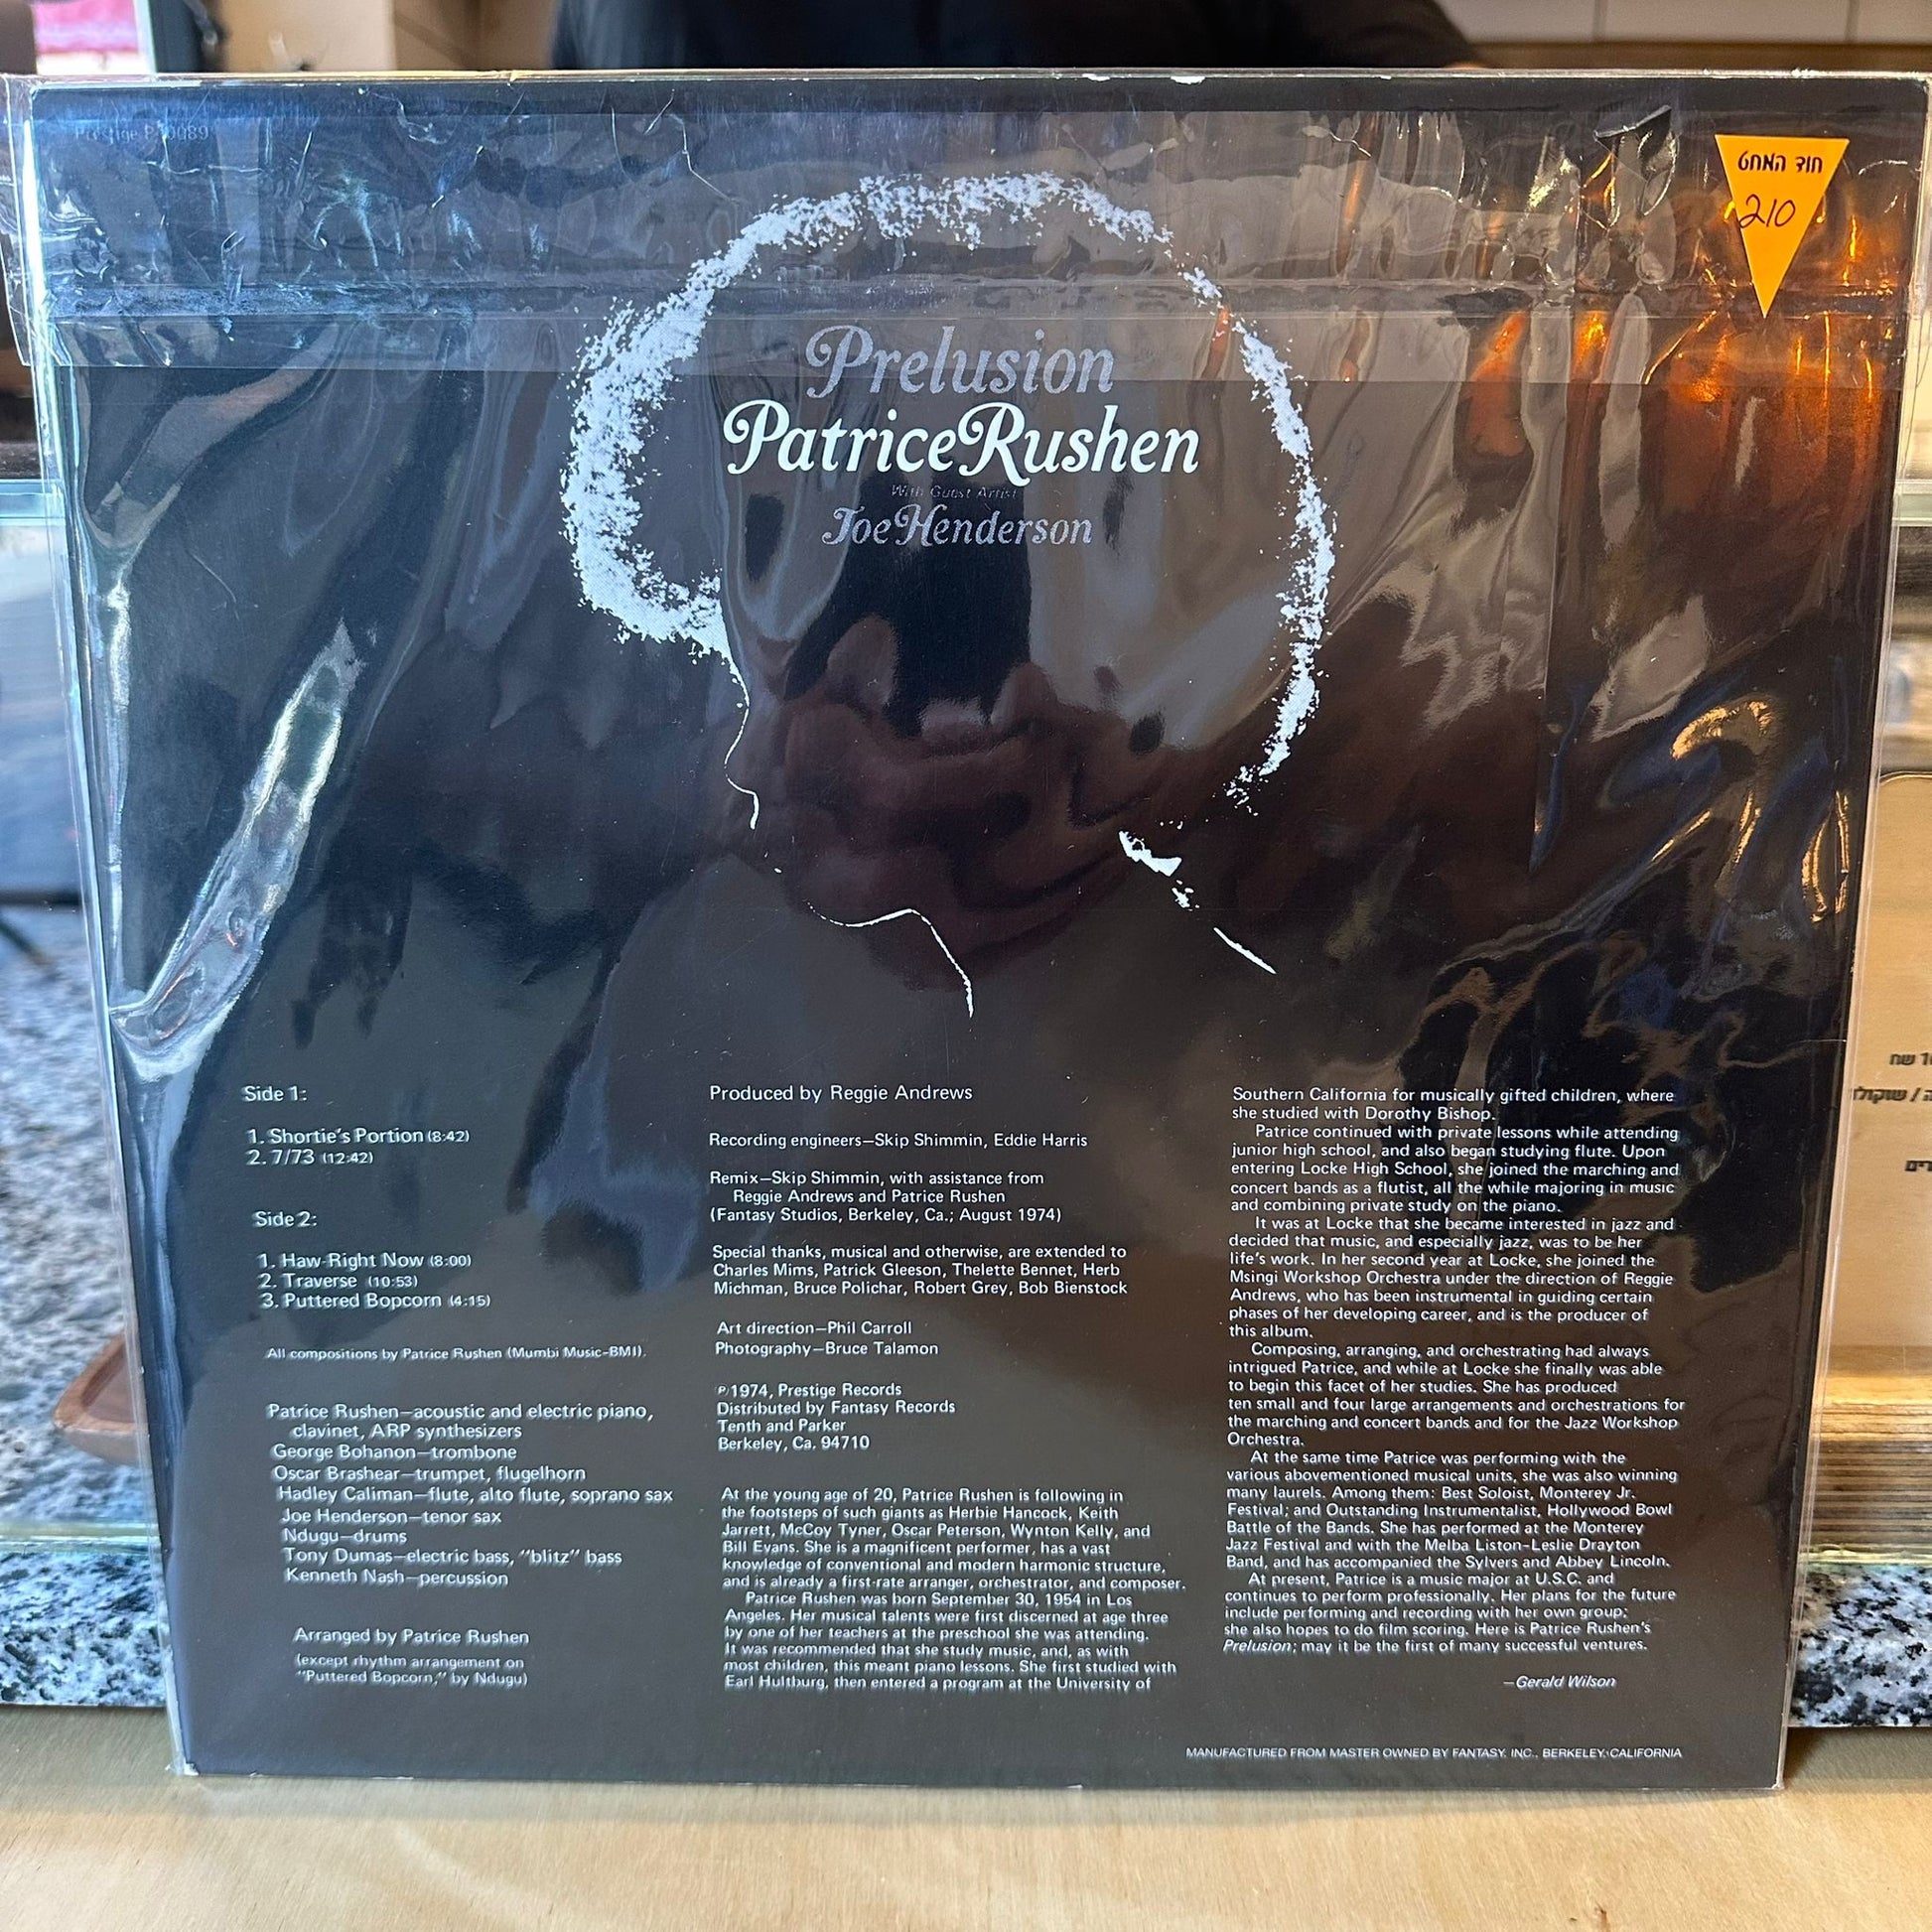 Prestige P-10089
חוד המחט
210
Prelusion
Patrice Rushen
With Guest Artist
Joe Henderson
Side 1:
1. Shortie's Portion (8:42)
2. 7/73 (12:42)
Side 2:
1. Haw-Right Now (8:00)
2. Traverse (10:53)
3. Puttered Bopcorn (4:15)
All compositions by Patrice Rushen (Mumbi Music-BMI).
Patrice Rushen—acoustic and electric piano,
clavinet, ARP synthesizers
George Bohanon—trombone
Oscar Brashear—trumpet, flugelhorn
Hadley Caliman—flute, alto flute, soprano sax
Joe Henderson—tenor sax
Ndugu—drums
Tony Dumas—electric bass, "blitz" bass
Kenneth Nash—percussion
Arranged by Patrice Rushen
(except rhythm arrangement on
"Puttered Bopcorn," by Ndugu)
Produced by Reggie Andrews
Recording engineers—Skip Shimmin, Eddie Harris
Remix—Skip Shimmin, with assistance from
Reggie Andrews and Patrice Rushen
(Fantasy Studios, Berkeley, Ca.; August 1974)
Special thanks, musical and otherwise, are extended to
Charles Mims, Patrick Gleeson, Thelette Bennet, Herb
Michman, Bruce Polichar, Robert Grey, Bob Bienstock
Art direction—Phil Carroll
Photography—Bruce Talamon
℗1974, Prestige Records
Distributed by Fantasy Records
Tenth and Parker
Berkeley, Ca. 94710
At the young age of 20, Patrice Rushen is following in
the footsteps of such giants as Herbie Hancock, Keith
Jarrett, McCoy Tyner, Oscar Peterson, Wynton Kelly, and
Bill Evans. She is a magnificent performer, has a vast
knowledge of conventional and modern harmonic structure,
and is already a first-rate arranger, orchestrator, and composer.
Patrice Rushen was born September 30, 1954 in Los
Angeles. Her musical talents were first discerned at age three
by one of her teachers at the preschool she was attending.
It was recommended that she study music, and, as with
most children, this meant piano lessons. She first studied with
Earl Hultburg, then entered a program at the University of
Southern California for musically gifted children, where
she studied with Dorothy Bishop.
Patrice continued with private lessons while attending
junior high school, and also began studying flute. Upon
entering Locke High School, she joined the marching and
concert bands as a flutist, all the while majoring in music
and combining private study on the piano.
It was at Locke that she became interested in jazz and
decided that music, and especially jazz, was to be her
life's work. In her second year at Locke, she joined the
Msingi Workshop Orchestra under the direction of Reggie
Andrews, who has been instrumental in guiding certain
phases of her developing career, and is the producer of
this album.
Composing, arranging, and orchestrating had always
intrigued Patrice, and while at Locke she finally was able
to begin this facet of her studies. She has produced
ten small and four large arrangements and orchestrations for
the marching and concert bands and for the Jazz Workshop
Orchestra.
At the same time Patrice was performing with the
various abovementioned musical units, she was also winning
many laurels. Among them: Best Soloist, Monterey Jr.
Festival; and Outstanding Instrumentalist, Hollywood Bowl
Battle of the Bands. She has performed at the Monterey
Jazz Festival and with the Melba Liston-Leslie Drayton
Band, and has accompanied the Sylvers and Abbey Lincoln.
At present, Patrice is a music major at U.S.C. and
continues to perform professionally. Her plans for the future
include performing and recording with her own group;
she also hopes to do film scoring. Here is Patrice Rushen's
Prelusion; may it be the first of many successful ventures.
—Gerald Wilson
MANUFACTURED FROM MASTER OWNED BY FANTASY, INC., BERKELEY, CALIFORNIA